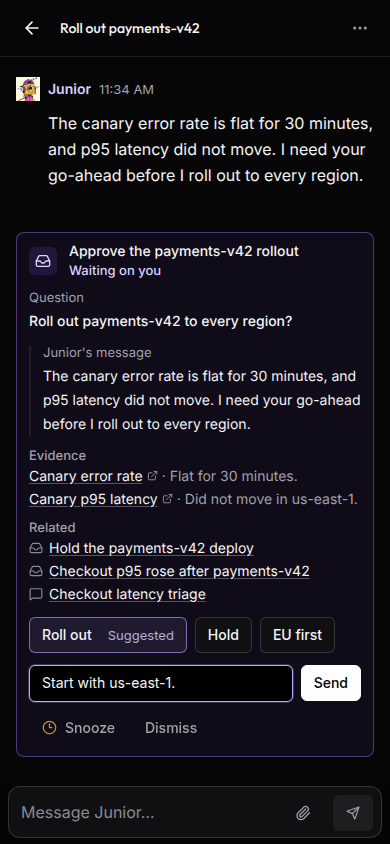 Roll out payments-v42
Junior 11:34 AM
The canary error rate is flat for 30 minutes,
and p95 latency did not move. I need your
go-ahead before I roll out to every region.
Approve the payments-v42 rollout
Waiting on you
Question
Roll out payments-v42 to every region?
Junior's message
The canary error rate is flat for 30 minutes, and
p95 latency did not move. I need your go-ahead
before I roll out to every region.
Evidence
Canary error rate · Flat for 30 minutes.
Canary p95 latency · Did not move in us-east-1.
Related
Hold the payments-v42 deploy
Checkout p95 rose after payments-v42
Checkout latency triage
Roll out Suggested Hold EU first
Start with us-east-1. Send
Snooze Dismiss
Message Junior...